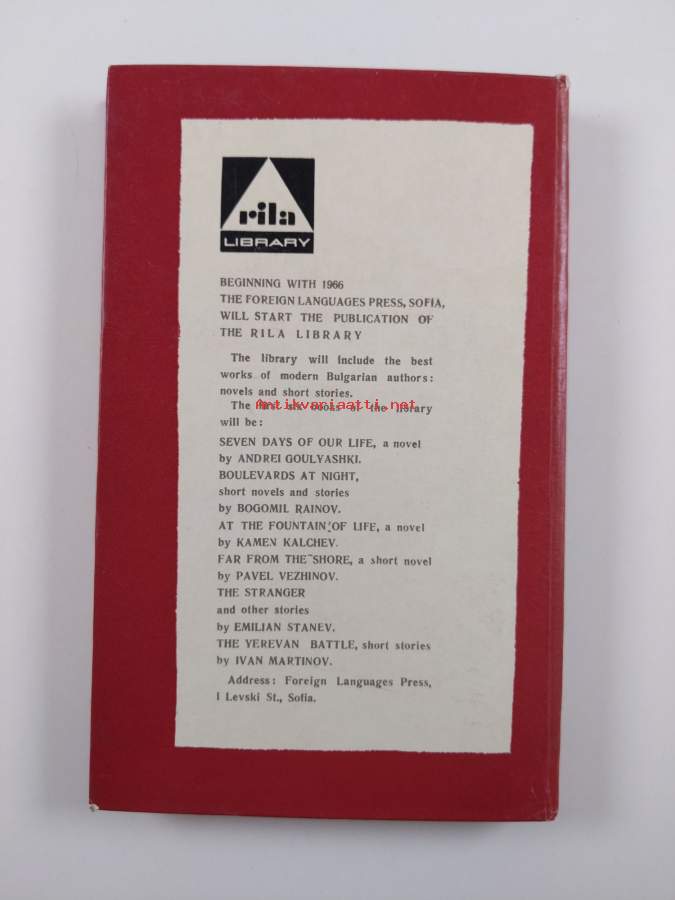 rila
LIBRARY
BEGINNING WITH 1966
THE FOREIGN LANGUAGES PRESS, SOFIA,
WILL START THE PUBLICATION OF
THE RILA LIBRARY
The library will include the best
works of modern Bulgarian authors:
novels and short stories.
antikvariaatti.net
The first six books of the library
will be:
SEVEN DAYS OF OUR LIFE, a novel
by ANDREI GOULYASHKI.
BOULEVARDS AT NIGHT,
short novels and stories
by BOGOMIL RAINOV.
AT THE FOUNTAIN OF LIFE, a novel
by KAMEN KALCHEV.
FAR FROM THE SHORE, a short novel
by PAVEL VEZHINOV.
THE STRANGER
and other stories
by EMILIAN STANEV.
THE YEREVAN BATTLE, short stories
by IVAN MARTINOV.
Address: Foreign Languages Press,
1 Levski St., Sofia.